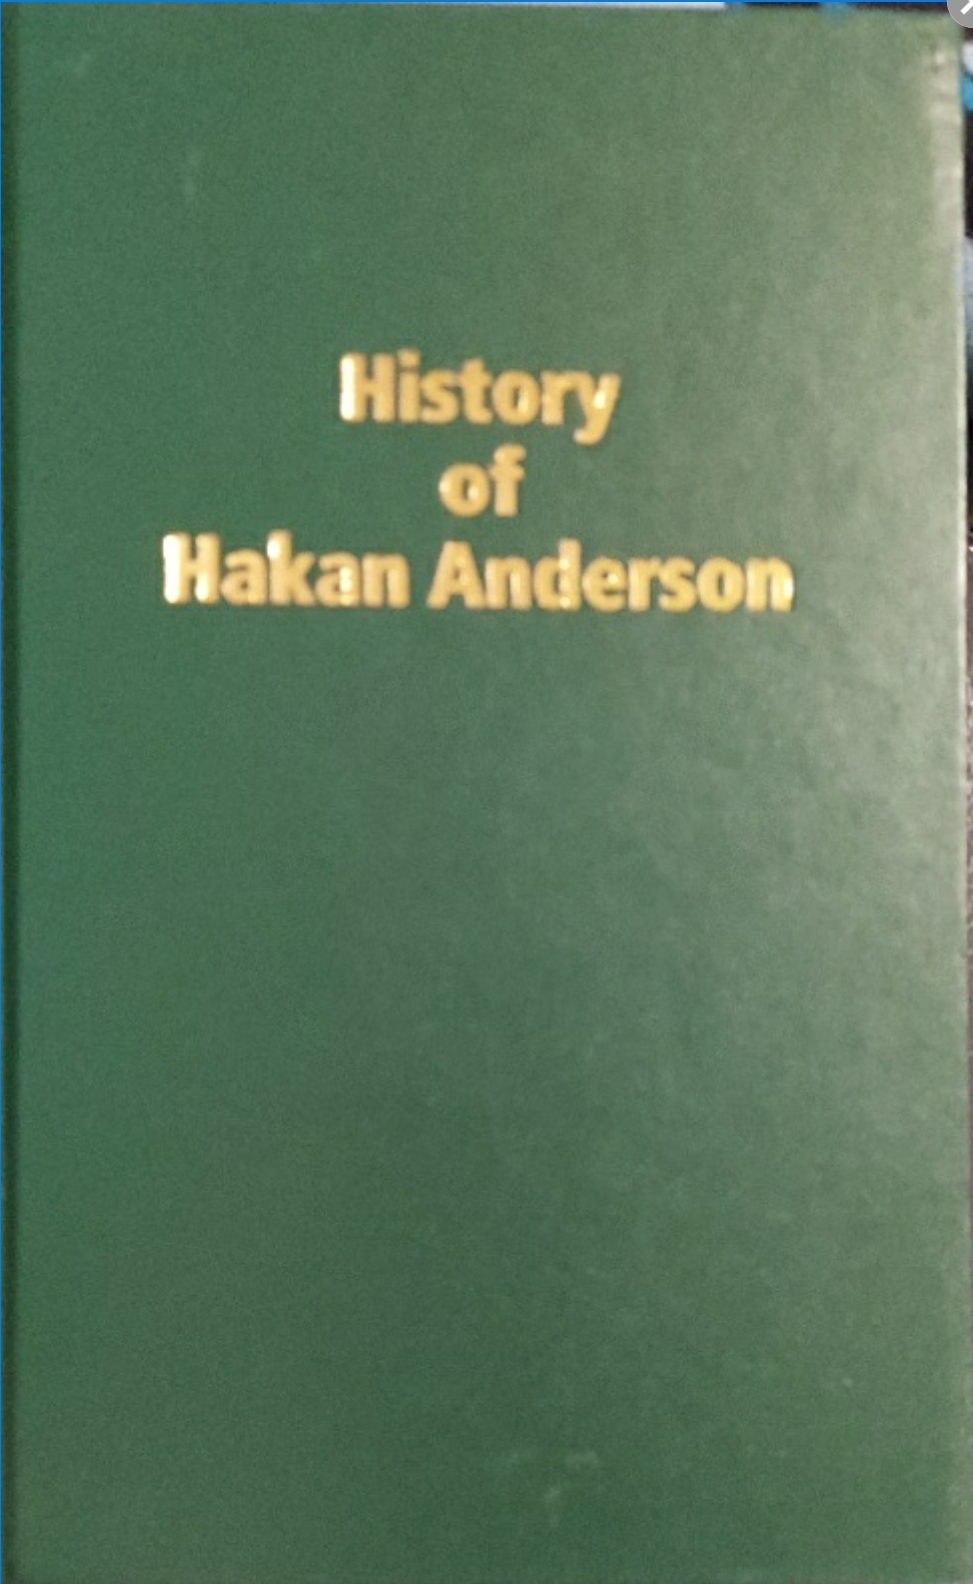 History
of
Hakan Anderson